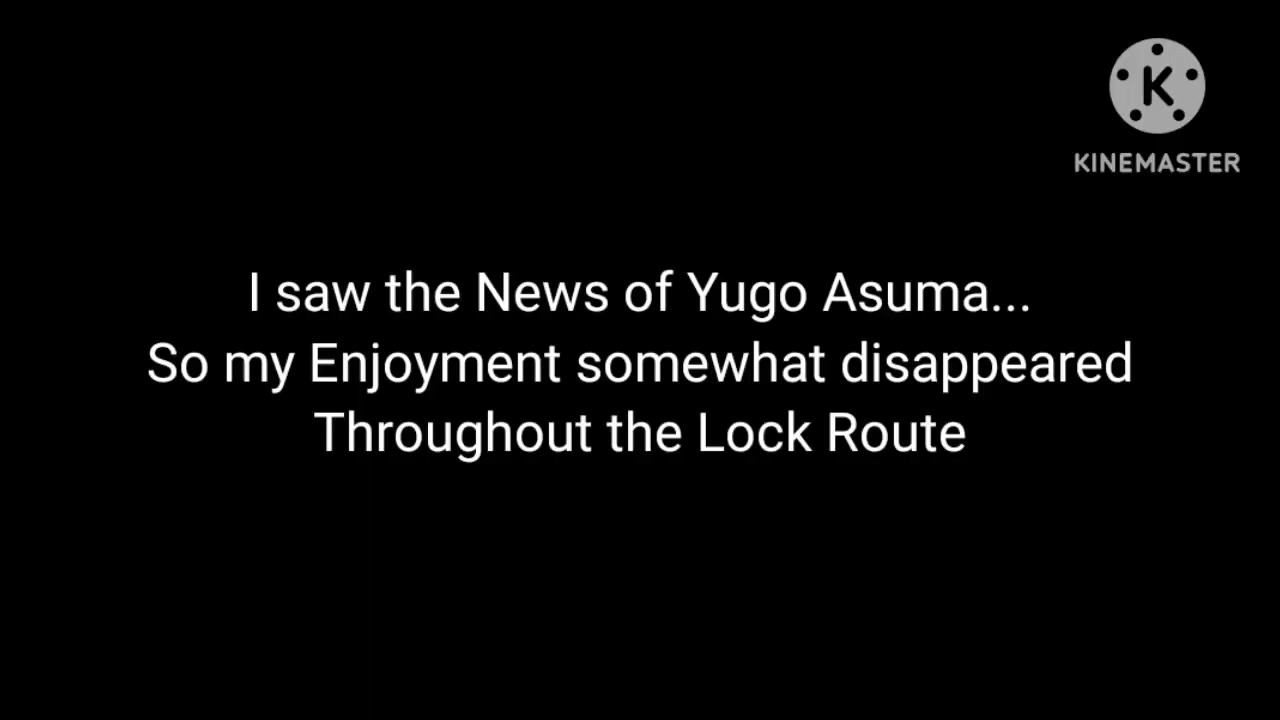 K
KINEMASTER
I saw the News of Yugo Asuma...
So my Enjoyment somewhat disappeared
Throughout the Lock Route